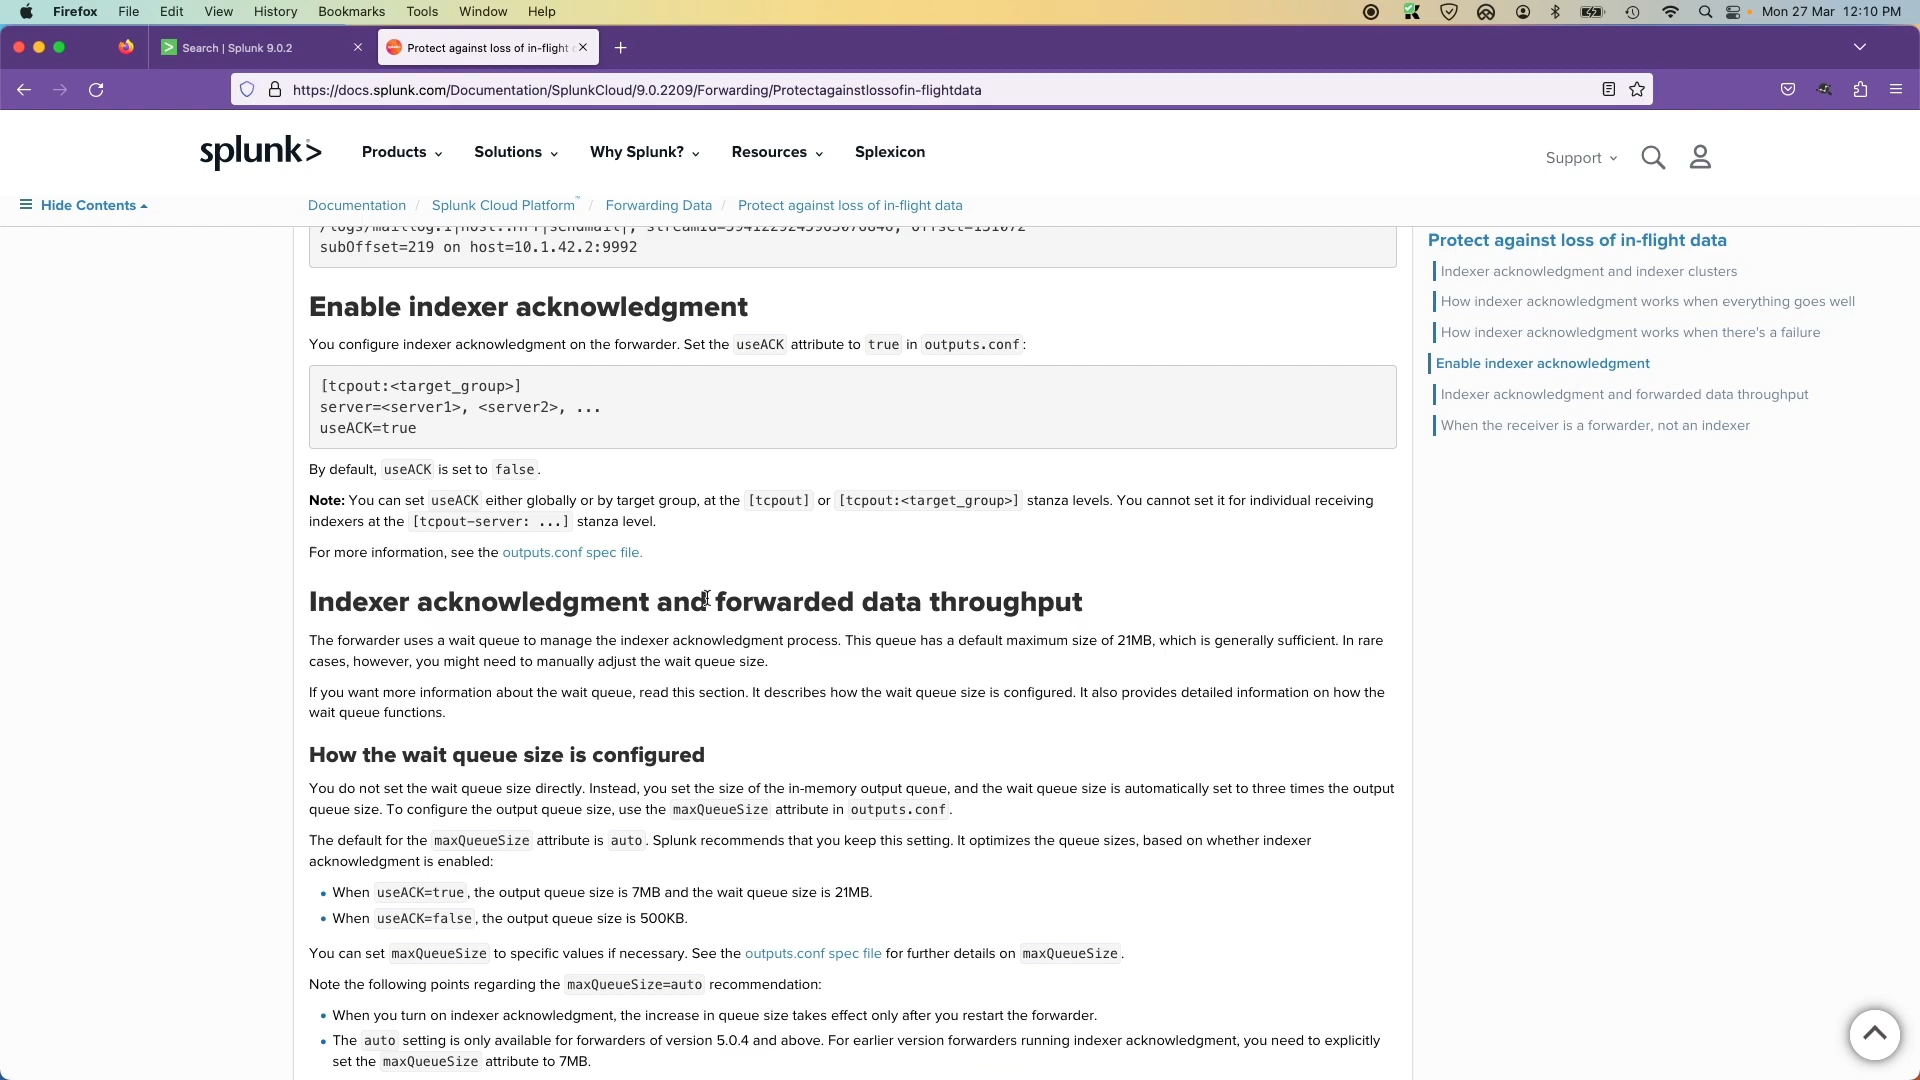 Firefox File Edit View History Bookmarks Tools Window Help Mon 27 Mar 12:10 PM
Search | Splunk 9.0.2
Protect against loss of in-flight
https://docs.splunk.com/Documentation/SplunkCloud/9.0.2209/Forwarding/Protectagainstlossofin-flightdata
splunk> Products Solutions Why Splunk? Resources Splexicon Support
Hide Contents
Documentation / Splunk Cloud Platform™ / Forwarding Data / Protect against loss of in-flight data
subOffset=219 on host=10.1.42.2:9992
Enable indexer acknowledgment
You configure indexer acknowledgment on the forwarder. Set the useACK attribute to true in outputs.conf:
[tcpout:<target_group>]
server=<server1>, <server2>, ...
useACK=true
By default, useACK is set to false.
Note: You can set useACK either globally or by target group, at the [tcpout] or [tcpout:<target_group>] stanza levels. You cannot set it for individual receiving
indexers at the [tcpout-server: ...] stanza level.
For more information, see the outputs.conf spec file.
Indexer acknowledgment and forwarded data throughput
The forwarder uses a wait queue to manage the indexer acknowledgment process. This queue has a default maximum size of 21MB, which is generally sufficient. In rare
cases, however, you might need to manually adjust the wait queue size.
If you want more information about the wait queue, read this section. It describes how the wait queue size is configured. It also provides detailed information on how the
wait queue functions.
How the wait queue size is configured
You do not set the wait queue size directly. Instead, you set the size of the in-memory output queue, and the wait queue size is automatically set to three times the output
queue size. To configure the output queue size, use the maxQueueSize attribute in outputs.conf.
The default for the maxQueueSize attribute is auto. Splunk recommends that you keep this setting. It optimizes the queue sizes, based on whether indexer
acknowledgment is enabled:
• When useACK=true, the output queue size is 7MB and the wait queue size is 21MB.
• When useACK=false, the output queue size is 500KB.
You can set maxQueueSize to specific values if necessary. See the outputs.conf spec file for further details on maxQueueSize.
Note the following points regarding the maxQueueSize=auto recommendation:
• When you turn on indexer acknowledgment, the increase in queue size takes effect only after you restart the forwarder.
• The auto setting is only available for forwarders of version 5.0.4 and above. For earlier version forwarders running indexer acknowledgment, you need to explicitly
set the maxQueueSize attribute to 7MB.
Protect against loss of in-flight data
Indexer acknowledgment and indexer clusters
How indexer acknowledgment works when everything goes well
How indexer acknowledgment works when there's a failure
Enable indexer acknowledgment
Indexer acknowledgment and forwarded data throughput
When the receiver is a forwarder, not an indexer